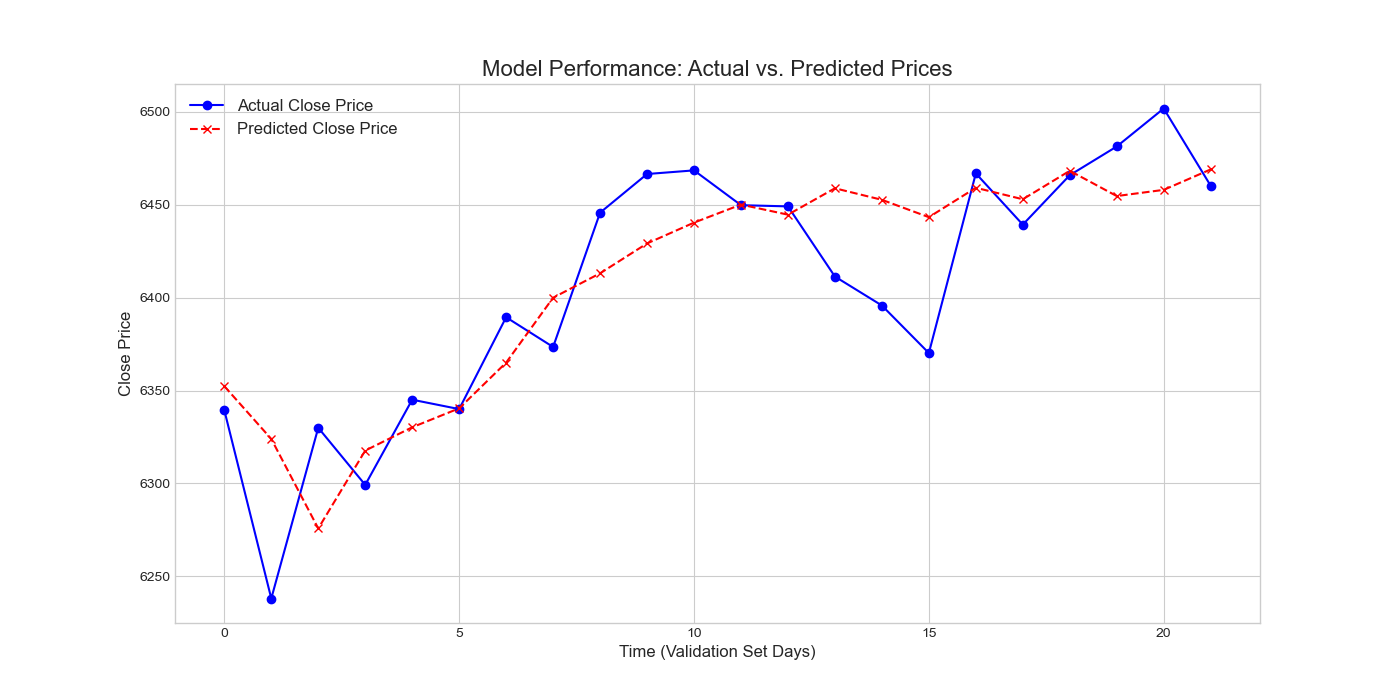 Model Performance: Actual vs. Predicted Prices
Actual Close Price
Predicted Close Price
6500
6450
6400
6350
6300
6250
Close Price
0 5 10 15 20
Time (Validation Set Days)